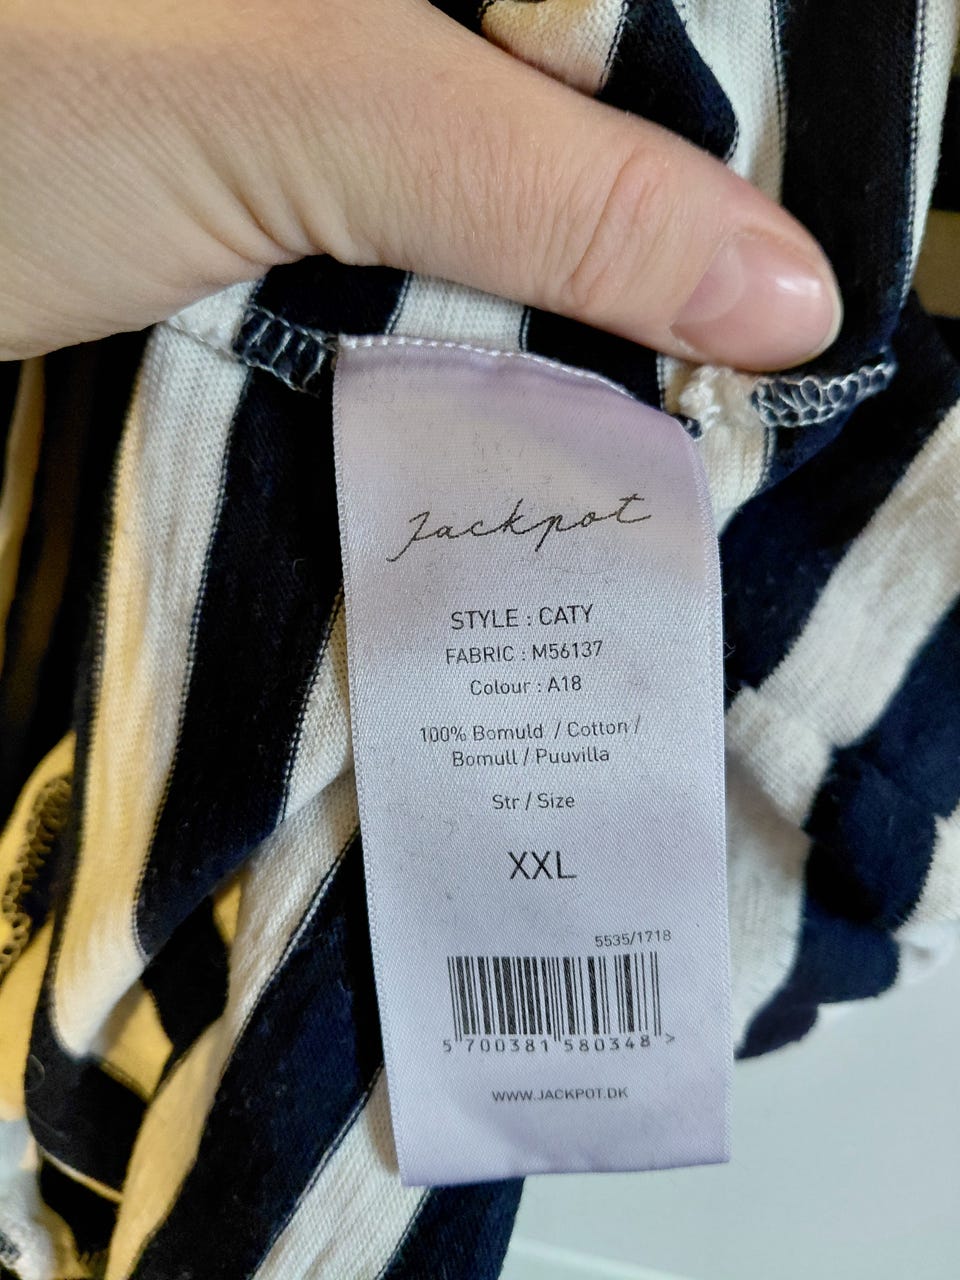 Jackpot
STYLE : CATY
FABRIC : M56137
Colour : A18
100% Bomuld / Cotton /
Bomull / Puuvilla
Str / Size
XXL
5535/1718
5 700381 580348 >
WWW.JACKPOT.DK